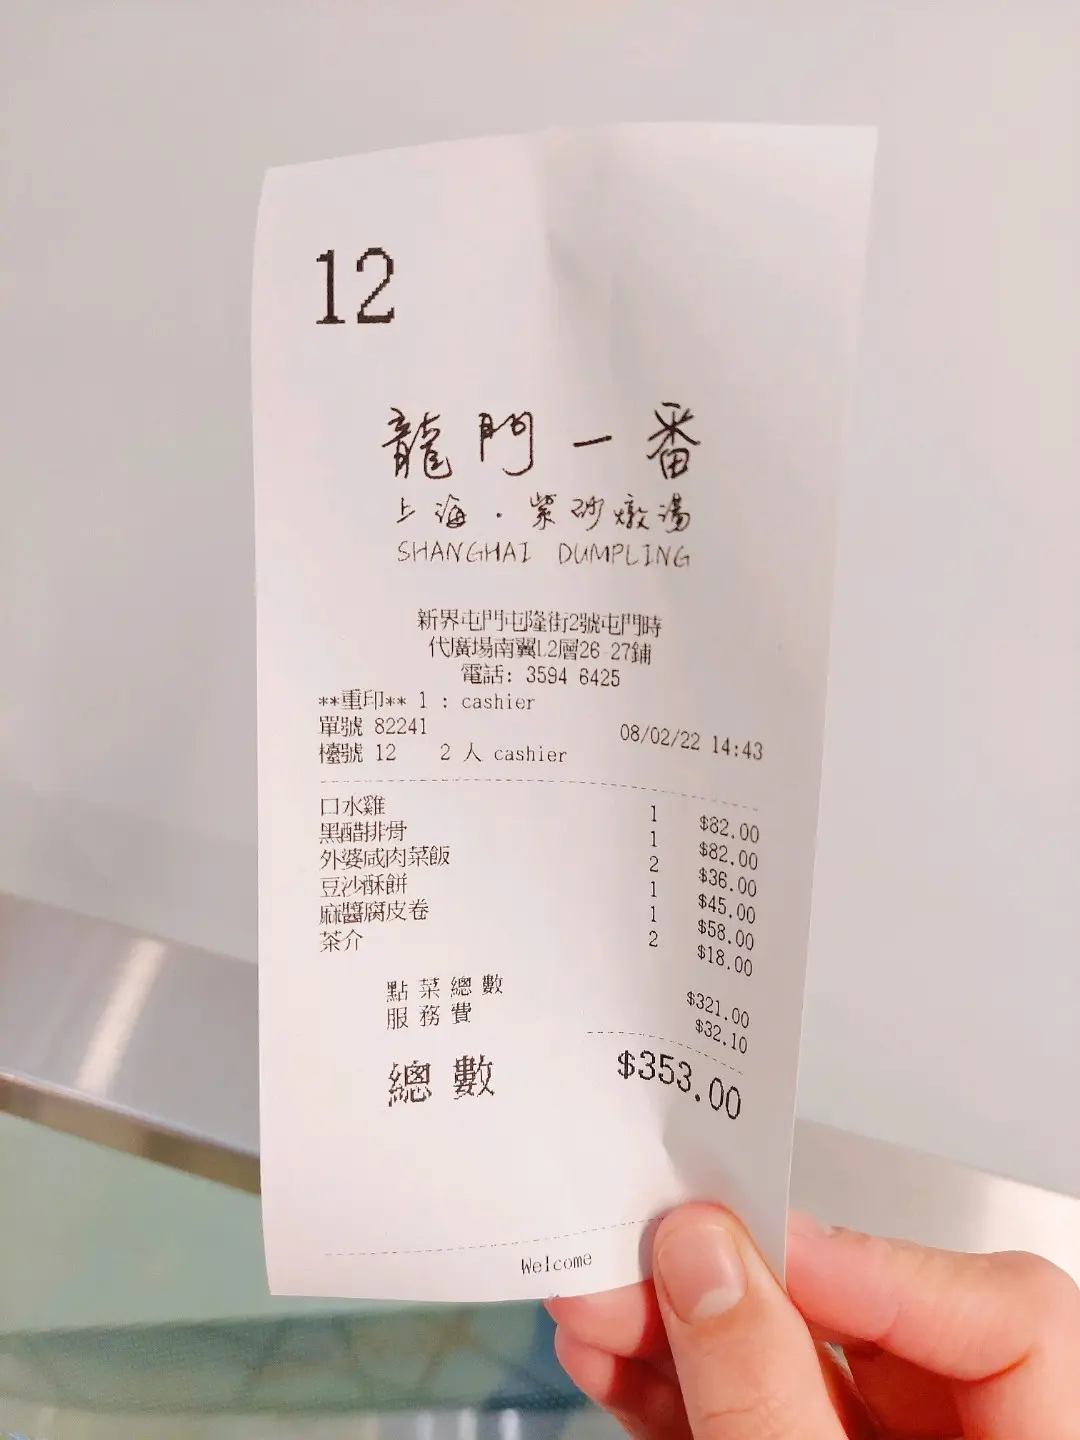 12
龍門一番
上海·紫砂燉湯
SHANGHAI DUMPLING
新界屯門屯隆街2號屯門時
代廣場南翼L2層26-27鋪
電話: 3594 6425
**重印** 1 : cashier
單號 82241 08/02/22 14:43
檯號 12 2 人 cashier
口水雞 1 $82.00
黑醋排骨 1 $82.00
外婆咸肉菜飯 2 $36.00
豆沙酥餅 1 $45.00
麻醬腐皮卷 1 $58.00
茶介 2 $18.00
點菜總數 $321.00
服務費 $32.10
總數 $353.00
Welcome